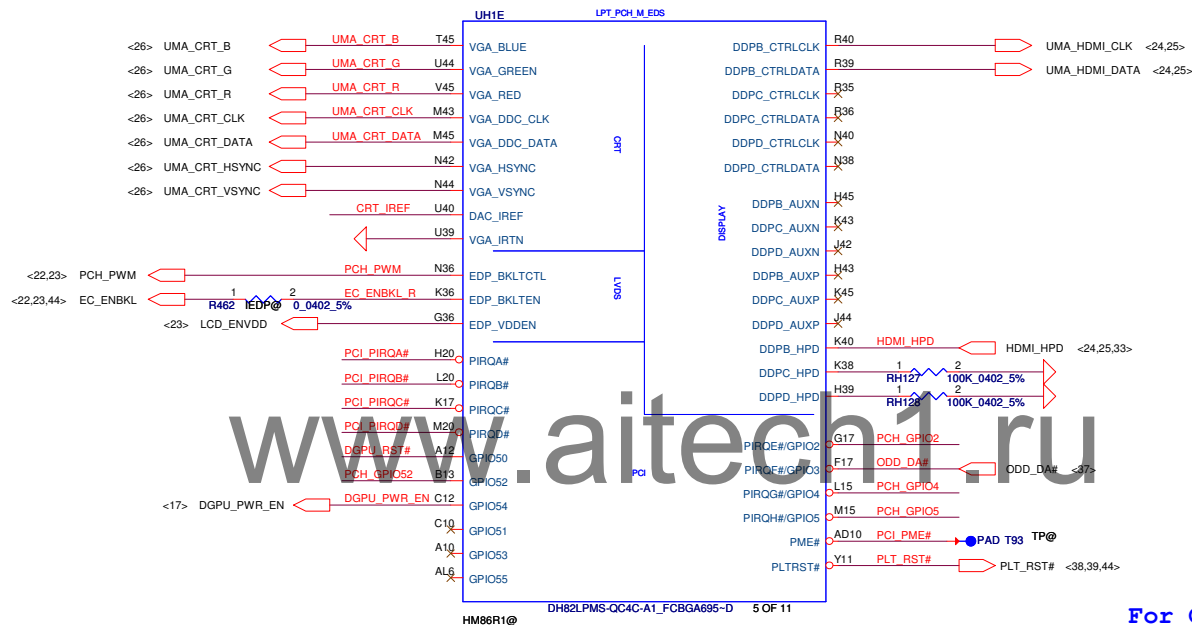 UH1E LPT_PCH_M_EDS
<26> UMA_CRT_B UMA_CRT_B T45 VGA_BLUE DDPB_CTRLCLK R40 UMA_HDMI_CLK <24,25>
<26> UMA_CRT_G UMA_CRT_G U44 VGA_GREEN DDPB_CTRLDATA R39 UMA_HDMI_DATA <24,25>
<26> UMA_CRT_R UMA_CRT_R V45 VGA_RED DDPC_CTRLCLK R35
<26> UMA_CRT_CLK UMA_CRT_CLK M43 VGA_DDC_CLK DDPC_CTRLDATA R36
<26> UMA_CRT_DATA UMA_CRT_DATA M45 VGA_DDC_DATA CRT DDPD_CTRLCLK N40
<26> UMA_CRT_HSYNC N42 VGA_HSYNC DDPD_CTRLDATA N38
<26> UMA_CRT_VSYNC N44 VGA_VSYNC DDPB_AUXN H45
CRT_IREF U40 DAC_IREF DISPLAY DDPC_AUXN K43
U39 VGA_IRTN DDPD_AUXN J42
<22,23> PCH_PWM PCH_PWM N36 EDP_BKLTCTL DDPB_AUXP H43
<22,23,44> EC_ENBKL 1 2 EC_ENBKL_R K36 EDP_BKLTEN LVDS DDPC_AUXP K45
R462 IEDP@ 0_0402_5%
<23> LCD_ENVDD G36 EDP_VDDEN DDPD_AUXP J44
DDPB_HPD K40 HDMI_HPD HDMI_HPD <24,25,33>
PCI_PIRQA# H20 PIRQA# DDPC_HPD K38 1 2
RH127 100K_0402_5%
PCI_PIRQB# L20 PIRQB# DDPD_HPD H39 1 2
RH128 100K_0402_5%
PCI_PIRQC# K17 PIRQC#
PCI_PIRQD# M20 PIRQD# PIRQE#/GPIO2 G17 PCH_GPIO2
www.aitech1.ru
DGPU_RST# A12 GPIO50 PIRQF#/GPIO3 F17 ODD_DA# ODD_DA# <37>
PCH_GPIO52 B13 GPIO52 PCI PIRQG#/GPIO4 L15 PCH_GPIO4
<17> DGPU_PWR_EN DGPU_PWR_EN C12 GPIO54 PIRQH#/GPIO5 M15 PCH_GPIO5
C10 GPIO51 PME# AD10 PCI_PME# PAD T93 TP@
A10 GPIO53 PLTRST# Y11 PLT_RST# PLT_RST# <38,39,44>
AL6 GPIO55
DH82LPMS-QC4C-A1_FCBGA695~D 5 OF 11
HM86R1@
For